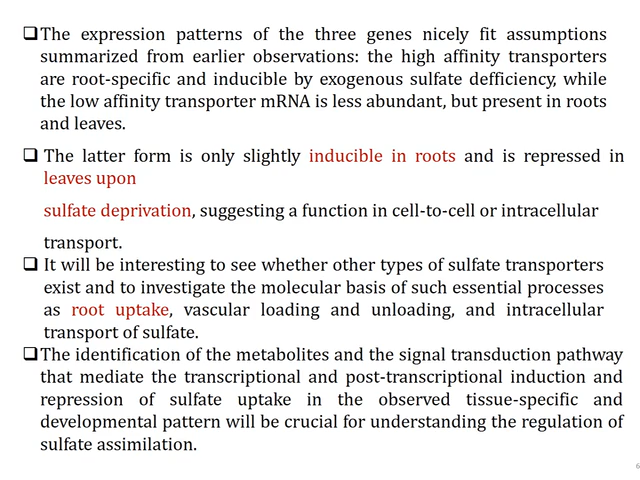 ❑The expression patterns of the three genes nicely fit assumptions
summarized from earlier observations: the high affinity transporters
are root-specific and inducible by exogenous sulfate defficiency, while
the low affinity transporter mRNA is less abundant, but present in roots
and leaves.
❑ The latter form is only slightly inducible in roots and is repressed in
leaves upon
sulfate deprivation, suggesting a function in cell-to-cell or intracellular
transport.
❑ It will be interesting to see whether other types of sulfate transporters
exist and to investigate the molecular basis of such essential processes
as root uptake, vascular loading and unloading, and intracellular
transport of sulfate.
❑The identification of the metabolites and the signal transduction pathway
that mediate the transcriptional and post-transcriptional induction and
repression of sulfate uptake in the observed tissue-specific and
developmental pattern will be crucial for understanding the regulation of
sulfate assimilation.
6